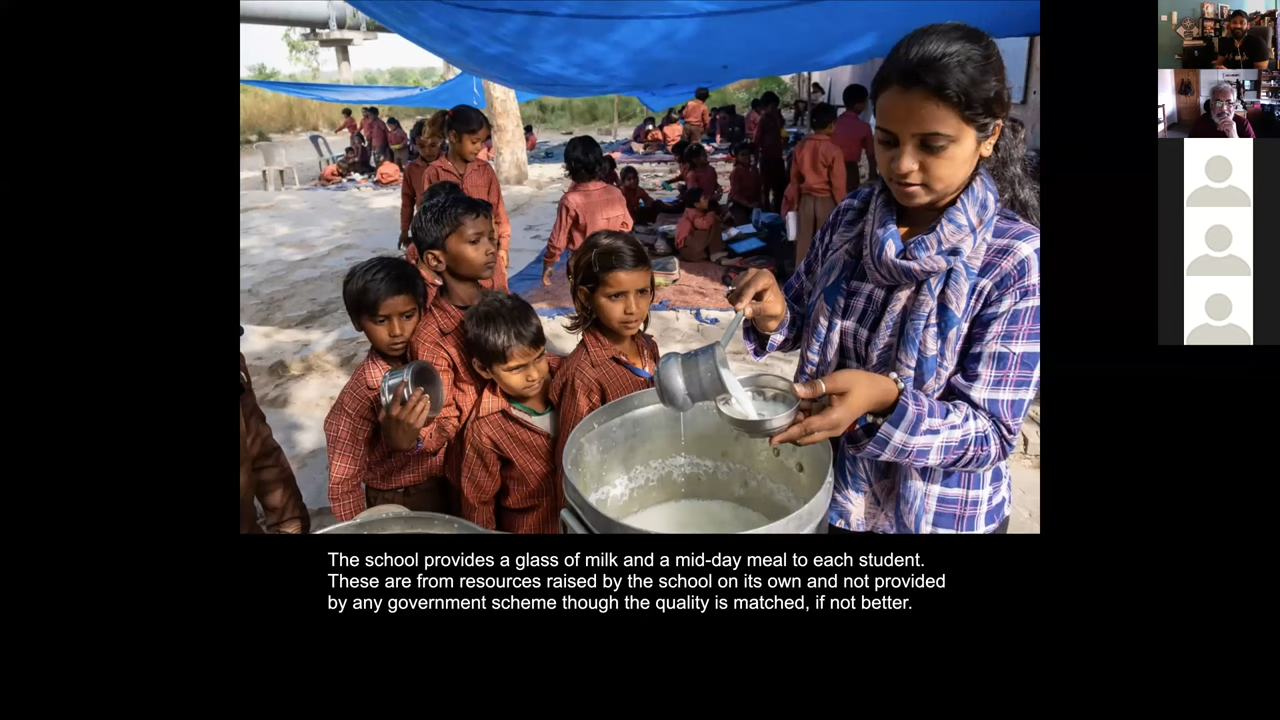 The school provides a glass of milk and a mid-day meal to each student.
These are from resources raised by the school on its own and not provided
by any government scheme though the quality is matched, if not better.